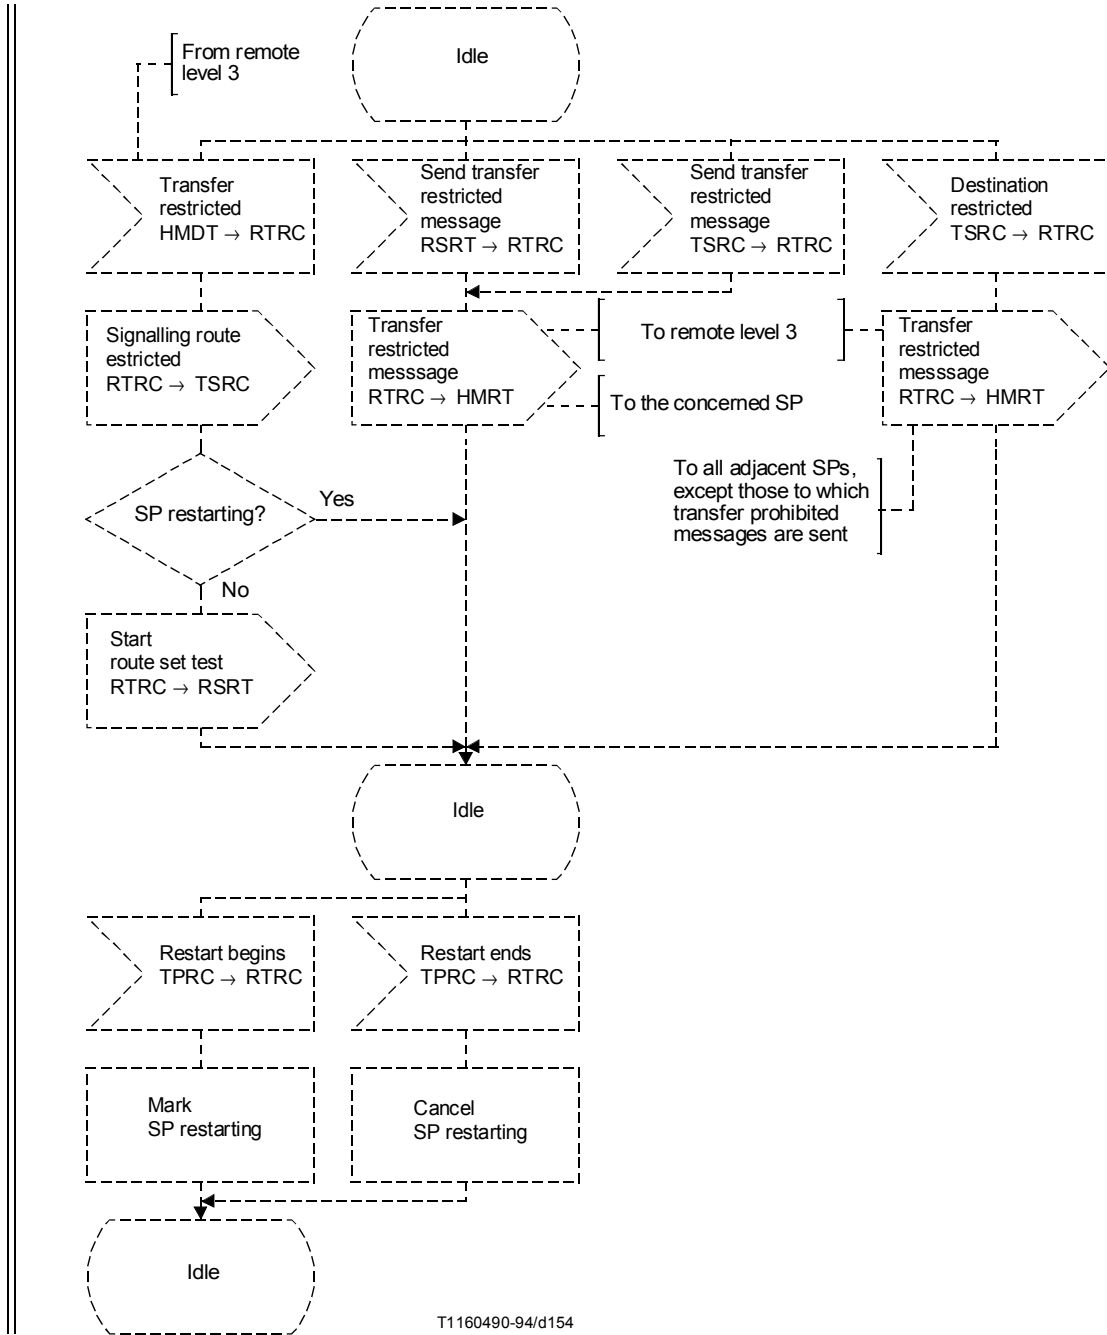 From remote
level 3
Idle
Transfer
restricted
HMDT → RTRC
Send transfer
restricted
message
RSRT → RTRC
Send transfer
restricted
message
TSRC → RTRC
Destination
restricted
TSRC → RTRC
Signalling route
estricted
RTRC → TSRC
Transfer
restricted
messsage
RTRC → HMRT
To remote level 3
To the concerned SP
Transfer
restricted
messsage
RTRC → HMRT
To all adjacent SPs,
except those to which
transfer prohibited
messages are sent
SP restarting?
Yes
No
Start
route set test
RTRC → RSRT
Idle
Restart begins
TPRC → RTRC
Restart ends
TPRC → RTRC
Mark
SP restarting
Cancel
SP restarting
Idle
T1160490-94/d154